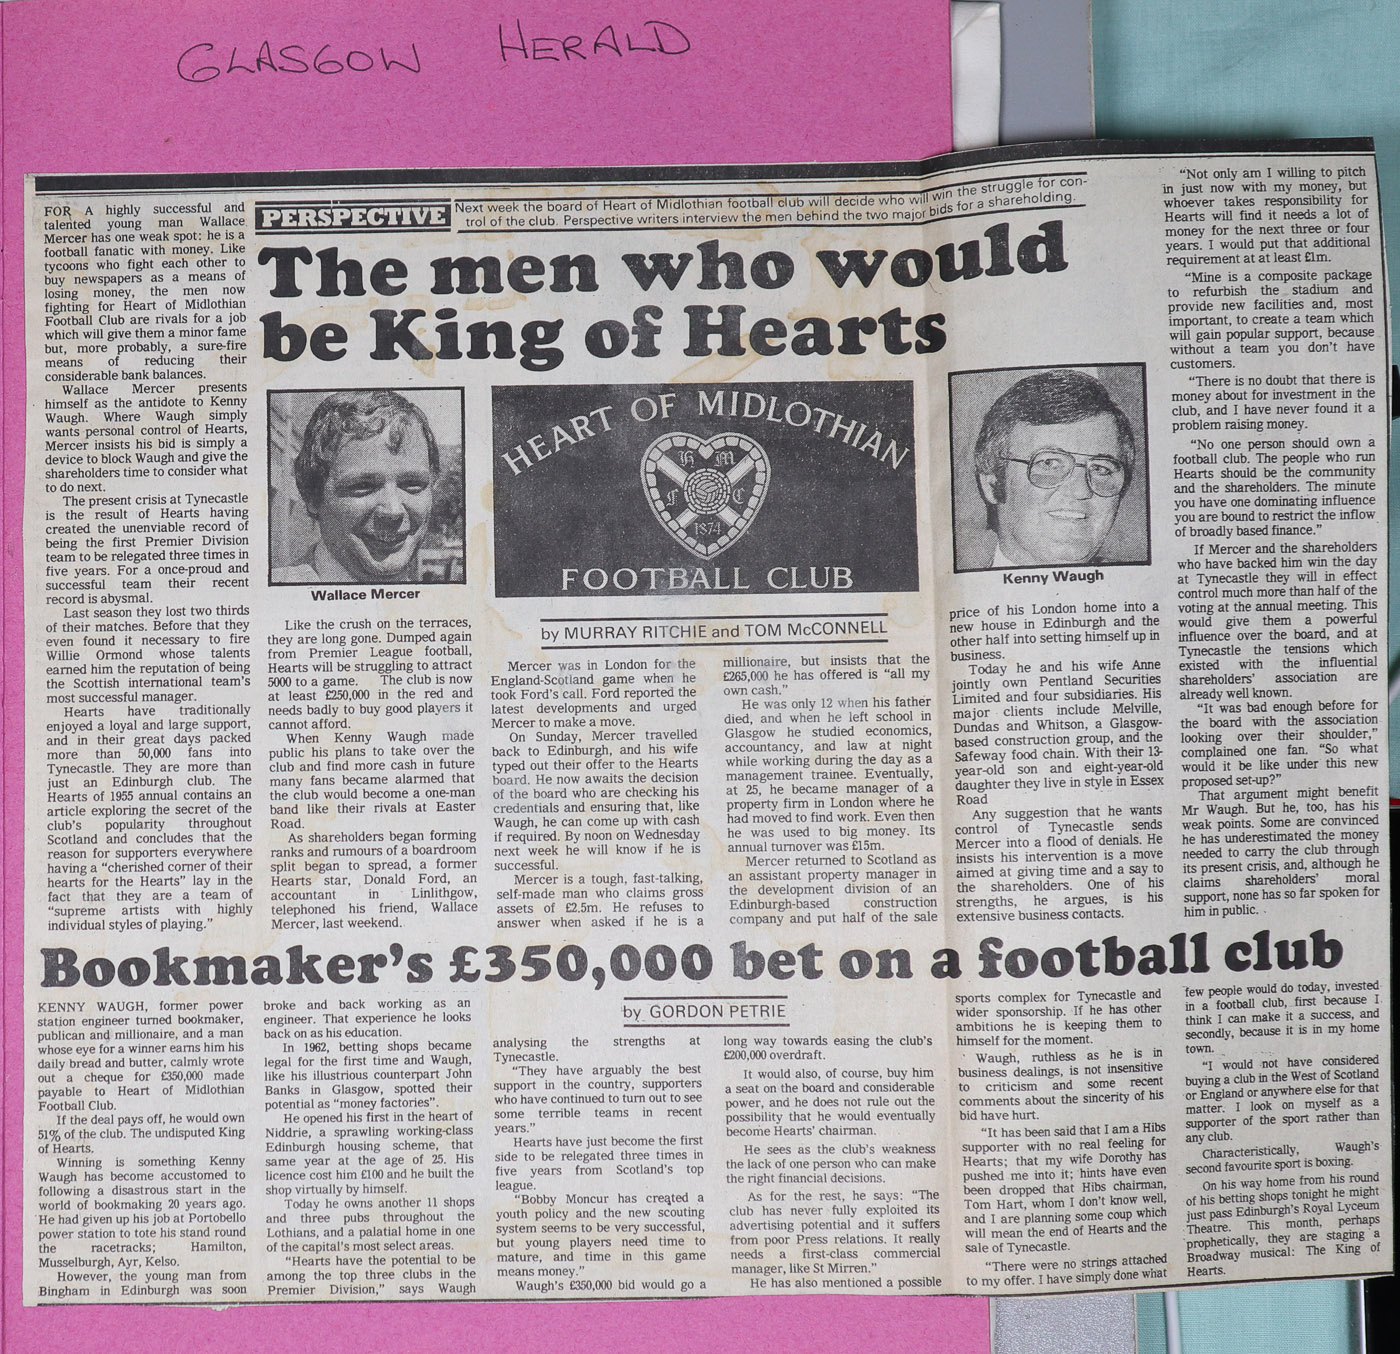 GLASGOW HERALD
PERSPECTIVE
Next week the board of Heart of Midlothian football club will decide who will win the struggle for con-
trol of the club. Perspective writers interview the men behind the two major bids for a shareholding.
The men who would
be King of Hearts
FOR A highly successful and
talented young man Wallace
Mercer has one weak spot: he is a
football fanatic with money. Like
tycoons who fight each other to
buy newspapers as a means of
losing money, the men now
fighting for Heart of Midlothian
Football Club are rivals for a job
which will give them a minor fame
but, more probably, a sure-fire
means of reducing their
considerable bank balances.
Wallace Mercer presents
himself as the antidote to Kenny
Waugh. Where Waugh simply
wants personal control of Hearts,
Mercer insists his bid is simply a
device to block Waugh and give the
shareholders time to consider what
to do next.
The present crisis at Tynecastle
is the result of Hearts having
created the unenviable record of
being the first Premier Division
team to be relegated three times in
five years. For a once-proud and
successful team their recent
record is abysmal.
Last season they lost two thirds
of their matches. Before that they
even found it necessary to fire
Willie Ormond whose talents
earned him the reputation of being
the Scottish international team's
most successful manager.
Hearts have traditionally
enjoyed a loyal and large support,
and in their great days packed
more than 50,000 fans into
Tynecastle. They are more than
just an Edinburgh club. The
Hearts of 1955 annual contains an
article exploring the secret of the
club's popularity throughout
Scotland and concludes that the
reason for supporters everywhere
having a "cherished corner of their
hearts for the Hearts" lay in the
fact that they are a team of
"supreme artists with highly
individual styles of playing."
Wallace Mercer
Like the crush on the terraces,
they are long gone. Dumped again
from Premier League football,
Hearts will be struggling to attract
5000 to a game. The club is now
at least £250,000 in the red and
needs badly to buy good players it
cannot afford.
When Kenny Waugh made
public his plans to take over the
club and find more cash in future
many fans became alarmed that
the club would become a one-man
band like their rivals at Easter
Road.
As shareholders began forming
ranks and rumours of a boardroom
split began to spread, a former
Hearts star, Donald Ford, an
accountant in Linlithgow,
telephoned his friend, Wallace
Mercer, last weekend.
HEART OF MIDLOTHIAN
H M
F C
1874
FOOTBALL CLUB
by MURRAY RITCHIE and TOM McCONNELL
Mercer was in London for the
England-Scotland game when he
took Ford's call. Ford reported the
latest developments and urged
Mercer to make a move.
On Sunday, Mercer travelled
back to Edinburgh, and his wife
typed out their offer to the Hearts
board. He now awaits the decision
of the board who are checking his
credentials and ensuring that, like
Waugh, he can come up with cash
if required. By noon on Wednesday
next week he will know if he is
successful.
Mercer is a tough, fast-talking,
self-made man who claims gross
assets of £2.5m. He refuses to
answer when asked if he is a
millionaire, but insists that the
£265,000 he has offered is "all my
own cash."
He was only 12 when his father
died, and when he left school in
Glasgow he studied economics,
accountancy, and law at night
while working during the day as a
management trainee. Eventually,
at 25, he became manager of a
property firm in London where he
had moved to find work. Even then
he was used to big money. Its
annual turnover was £15m.
Mercer returned to Scotland as
an assistant property manager in
the development division of an
Edinburgh-based construction
company and put half of the sale
Kenny Waugh
price of his London home into a
new house in Edinburgh and the
other half into setting himself up in
business.
Today he and his wife Anne
jointly own Pentland Securities
Limited and four subsidiaries. His
major clients include Melville,
Dundas and Whitson, a Glasgow-
based construction group, and the
Safeway food chain. With their 13-
year-old son and eight-year-old
daughter they live in style in Essex
Road
Any suggestion that he wants
control of Tynecastle sends
Mercer into a flood of denials. He
insists his intervention is a move
aimed at giving time and a say to
the shareholders. One of his
strengths, he argues, is his
extensive business contacts.
"Not only am I willing to pitch
in just now with my money, but
whoever takes responsibility for
Hearts will find it needs a lot of
money for the next three or four
years. I would put that additional
requirement at at least £1m.
"Mine is a composite package
to refurbish the stadium and
provide new facilities and, most
important, to create a team which
will gain popular support, because
without a team you don't have
customers.
"There is no doubt that there is
money about for investment in the
club, and I have never found it a
problem raising money.
"No one person should own a
football club. The people who run
Hearts should be the community
and the shareholders. The minute
you have one dominating influence
you are bound to restrict the inflow
of broadly based finance."
If Mercer and the shareholders
who have backed him win the day
at Tynecastle they will in effect
control much more than half of the
voting at the annual meeting. This
would give them a powerful
influence over the board, and at
Tynecastle the tensions which
existed with the influential
shareholders' association are
already well known.
"It was bad enough before for
the board with the association
looking over their shoulder,"
complained one fan. "So what
would it be like under this new
proposed set-up?"
That argument might benefit
Mr Waugh. But he, too, has his
weak points. Some are convinced
he has underestimated the money
needed to carry the club through
its present crisis, and, although he
claims shareholders' moral
support, none has so far spoken for
him in public.
Bookmaker's £350,000 bet on a football club
by GORDON PETRIE
KENNY WAUGH, former power
station engineer turned bookmaker,
publican and millionaire, and a man
whose eye for a winner earns him his
daily bread and butter, calmly wrote
out a cheque for £350,000 made
payable to Heart of Midlothian
Football Club.
If the deal pays off, he would own
51% of the club. The undisputed King
of Hearts.
Winning is something Kenny
Waugh has become accustomed to
following a disastrous start in the
world of bookmaking 20 years ago.
He had given up his job at Portobello
power station to tote his stand round
the racetracks; Hamilton,
Musselburgh, Ayr, Kelso.
However, the young man from
Bingham in Edinburgh was soon
broke and back working as an
engineer. That experience he looks
back on as his education.
In 1962, betting shops became
legal for the first time and Waugh,
like his illustrious counterpart John
Banks in Glasgow, spotted their
potential as "money factories".
He opened his first in the heart of
Niddrie, a sprawling working-class
Edinburgh housing scheme, that
same year at the age of 25. His
licence cost him £100 and he built the
shop virtually by himself.
Today he owns another 11 shops
and three pubs throughout the
Lothians, and a palatial home in one
of the capital's most select areas.
"Hearts have the potential to be
among the top three clubs in the
Premier Division," says Waugh
analysing the strengths at
Tynecastle.
"They have arguably the best
support in the country, supporters
who have continued to turn out to see
some terrible teams in recent
years."
Hearts have just become the first
side to be relegated three times in
five years from Scotland's top
league.
"Bobby Moncur has created a
youth policy and the new scouting
system seems to be very successful,
but young players need time to
mature, and time in this game
means money."
Waugh's £350,000 bid would go a
long way towards easing the club's
£200,000 overdraft.
It would also, of course, buy him
a seat on the board and considerable
power, and he does not rule out the
possibility that he would eventually
become Hearts' chairman.
He sees as the club's weakness
the lack of one person who can make
the right financial decisions.
As for the rest, he says: "The
club has never fully exploited its
advertising potential and it suffers
from poor Press relations. It really
needs a first-class commercial
manager, like St Mirren."
He has also mentioned a possible
sports complex for Tynecastle and
wider sponsorship. If he has other
ambitions he is keeping them to
himself for the moment.
Waugh, ruthless as he is in
business dealings, is not insensitive
to criticism and some recent
comments about the sincerity of his
bid have hurt.
"It has been said that I am a Hibs
supporter with no real feeling for
Hearts; that my wife Dorothy has
pushed me into it; hints have even
been dropped that Hibs chairman,
Tom Hart, whom I don't know well,
and I are planning some coup which
will mean the end of Hearts and the
sale of Tynecastle.
"There were no strings attached
to my offer. I have simply done what
few people would do today, invested
in a football club, first because I
think I can make it a success, and
secondly, because it is in my home
town.
"I would not have considered
buying a club in the West of Scotland
or England or anywhere else for that
matter. I look on myself as a
supporter of the sport rather than
any club.
Characteristically, Waugh's
second favourite sport is boxing.
On his way home from his round
of his betting shops tonight he might
just pass Edinburgh's Royal Lyceum
Theatre. This month, perhaps
prophetically, they are staging a
Broadway musical: The King of
Hearts.